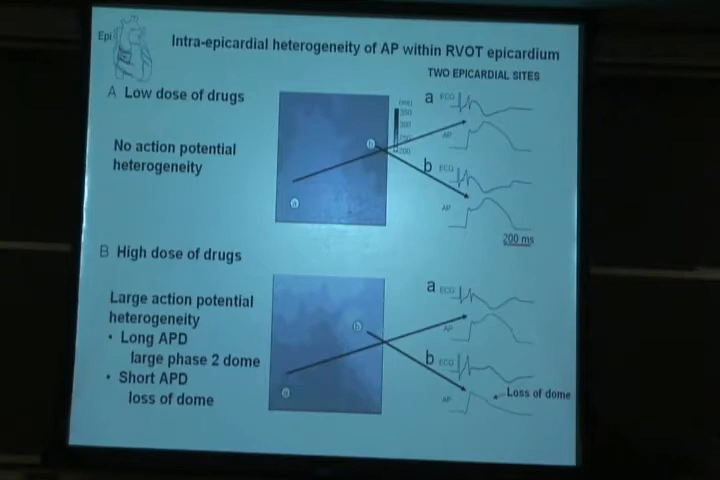 Epi
Intra-epicardial heterogeneity of AP within RVOT epicardium
TWO EPICARDIAL SITES
A Low dose of drugs
No action potential
heterogeneity
b
a
200
a ECG
AP
b ECG
AP
200 ms
B High dose of drugs
Large action potential
heterogeneity
• Long APD
large phase 2 dome
• Short APD
loss of dome
b
a
a ECG
AP
b ECG
AP
Loss of dome